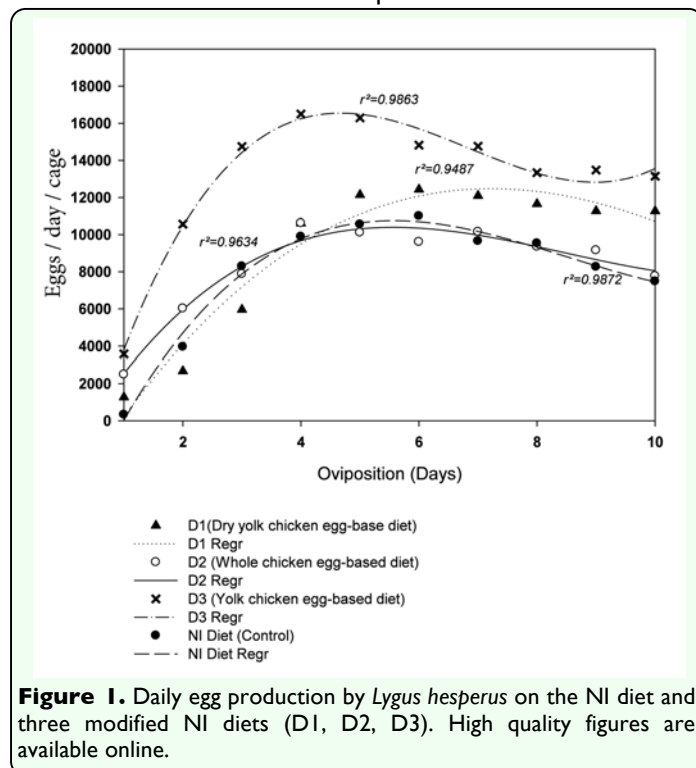 20000
18000
16000
14000
12000
10000
8000
6000
4000
2000
0
Eggs / day / cage
r²=0.9863
r²=0.9487
r²=0.9634
r²=0.9872
2 4 6 8 10
Oviposition (Days)
D1(Dry yolk chicken egg-base diet)
D1 Regr
D2 (Whole chicken egg-based diet)
D2 Regr
D3 (Yolk chicken egg-based diet)
D3 Regr
NI Diet (Control)
NI Diet Regr
Figure 1. Daily egg production by Lygus hesperus on the NI diet and
three modified NI diets (D1, D2, D3). High quality figures are
available online.